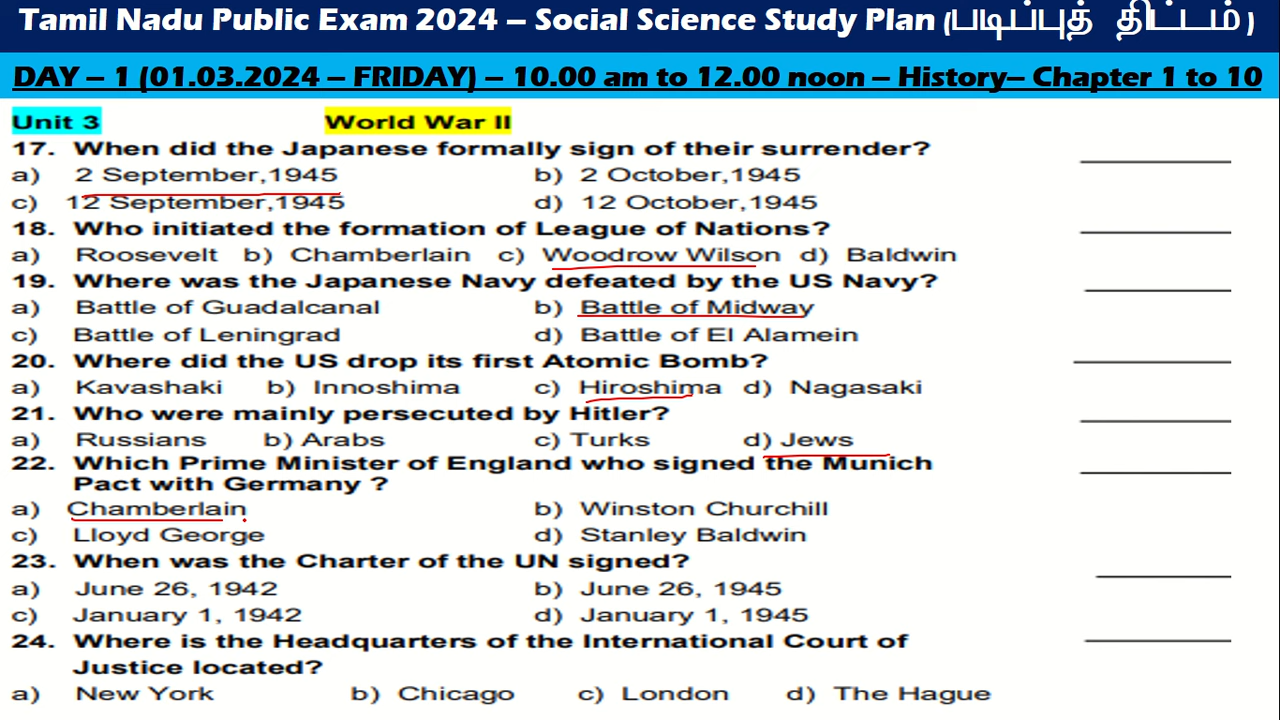 Tamil Nadu Public Exam 2024 – Social Science Study Plan (படிப்புத் திட்டம்)
DAY – 1 (01.03.2024 – FRIDAY) – 10.00 am to 12.00 noon – History– Chapter 1 to 10
Unit 3 World War II
17. When did the Japanese formally sign of their surrender?
a) 2 September,1945 b) 2 October,1945
c) 12 September,1945 d) 12 October,1945
18. Who initiated the formation of League of Nations?
a) Roosevelt b) Chamberlain c) Woodrow Wilson d) Baldwin
19. Where was the Japanese Navy defeated by the US Navy?
a) Battle of Guadalcanal b) Battle of Midway
c) Battle of Leningrad d) Battle of El Alamein
20. Where did the US drop its first Atomic Bomb?
a) Kavashaki b) Innoshima c) Hiroshima d) Nagasaki
21. Who were mainly persecuted by Hitler?
a) Russians b) Arabs c) Turks d) Jews
22. Which Prime Minister of England who signed the Munich
Pact with Germany ?
a) Chamberlain b) Winston Churchill
c) Lloyd George d) Stanley Baldwin
23. When was the Charter of the UN signed?
a) June 26, 1942 b) June 26, 1945
c) January 1, 1942 d) January 1, 1945
24. Where is the Headquarters of the International Court of
Justice located?
a) New York b) Chicago c) London d) The Hague